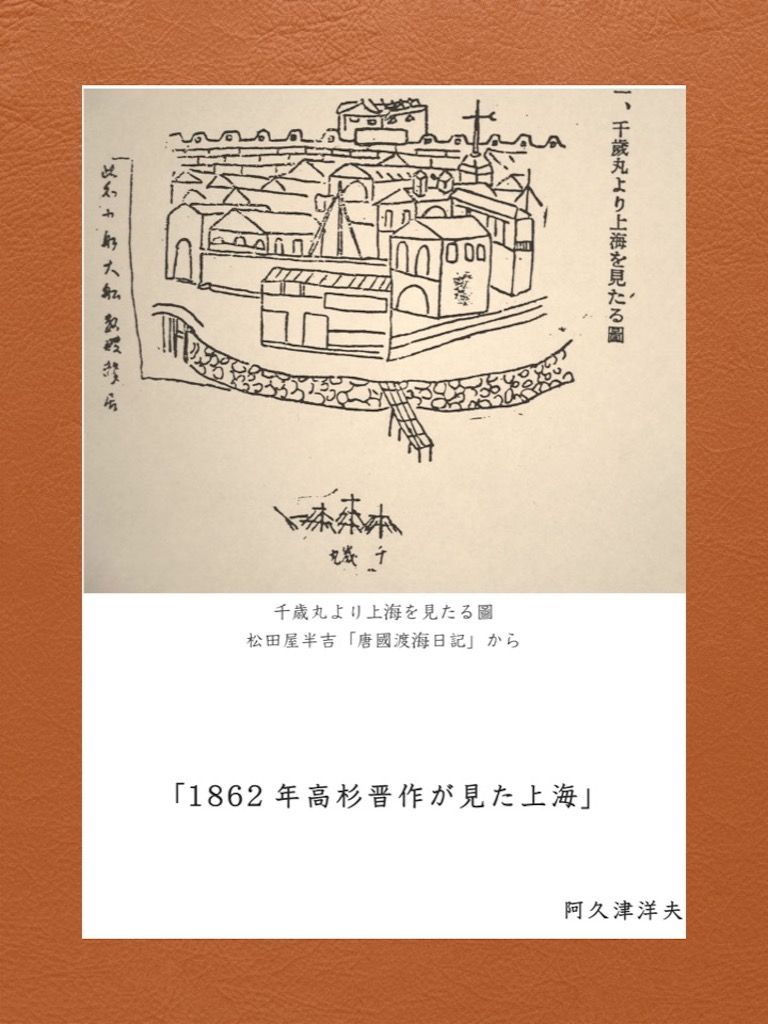 一、千歳丸より上海を見たる圖
千歳丸
千歳丸より上海を見たる圖
松田屋半吉「唐國渡海日記」から
「1862年高杉晋作が見た上海」
阿久津洋夫